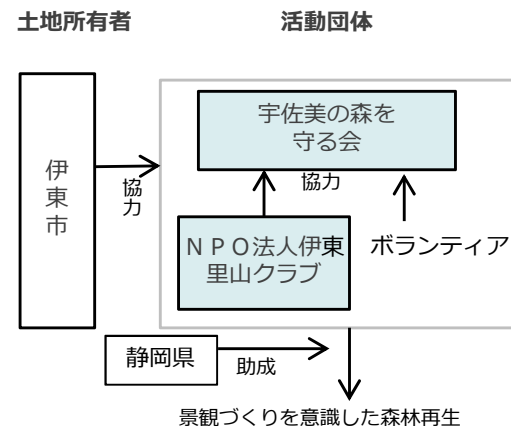 土地所有者
活動団体
宇佐美の森を
守る会
伊
東
市
協
力
協力
ＮＰＯ法人伊東
里山クラブ
ボランティア
静岡県
助成
景観づくりを意識した森林再生